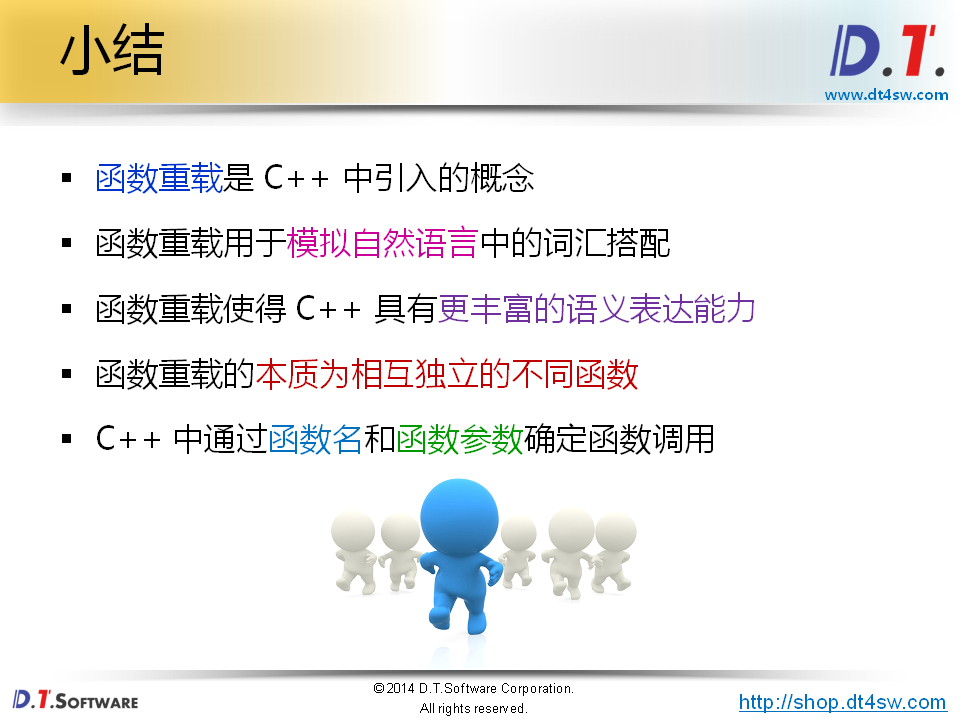 小结
D.T.
www.dt4sw.com
▪ 函数重载是 C++ 中引入的概念
▪ 函数重载用于模拟自然语言中的词汇搭配
▪ 函数重载使得 C++ 具有更丰富的语义表达能力
▪ 函数重载的本质为相互独立的不同函数
▪ C++ 中通过函数名和函数参数确定函数调用
D.T.SOFTWARE
©2014 D.T.Software Corporation.
All rights reserved.
http://shop.dt4sw.com